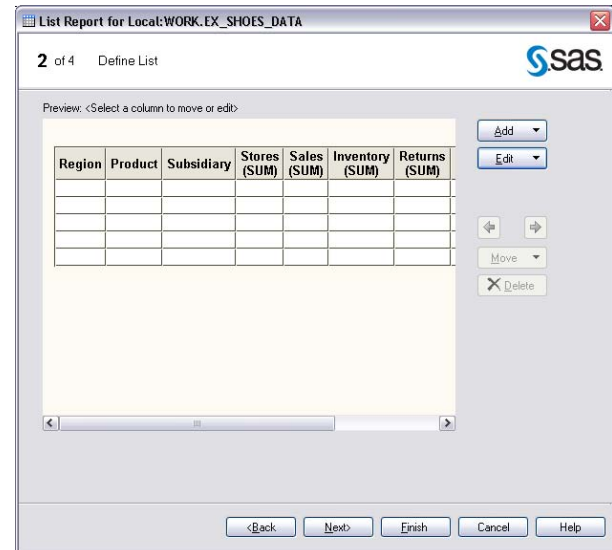 List Report for Local:WORK.EX_SHOES_DATA
2 of 4 Define List
sas
Preview: <Select a column to move or edit>
Add
Edit
Region Product Subsidiary Stores (SUM) Sales (SUM) Inventory (SUM) Returns (SUM)
Move
Delete
<Back Next> Finish Cancel Help